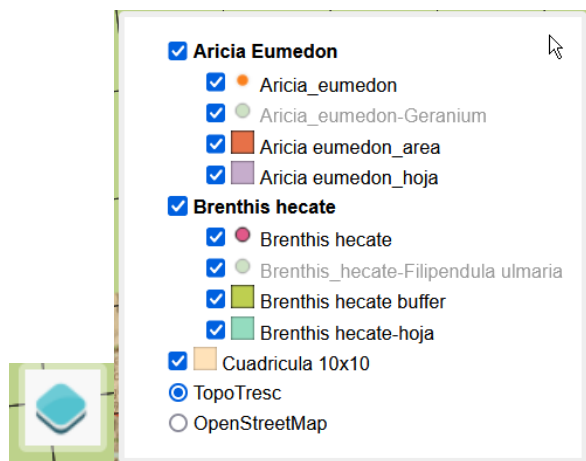 Aricia Eumedon
Aricia_eumedon
Aricia_eumedon-Geranium
Aricia eumedon_area
Aricia eumedon_hoja
Brenthis hecate
Brenthis hecate
Brenthis_hecate-Filipendula ulmaria
Brenthis hecate buffer
Brenthis hecate-hoja
Cuadricula 10x10
TopoTresc
OpenStreetMap